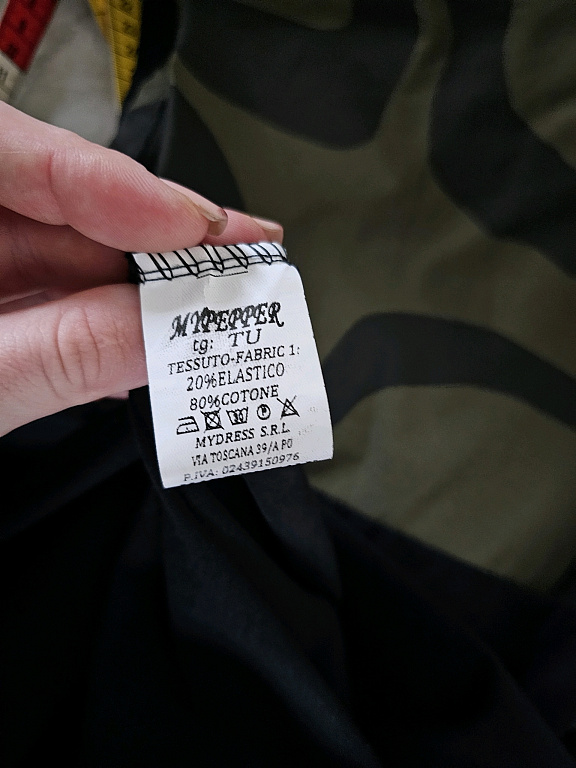 MYPEPPER
tg: TU
TESSUTO-FABRIC 1:
20%ELASTICO
80%COTONE
MYDRESS S.R.L.
VIA TOSCANA 39/A PO
P.IVA: 02439150976